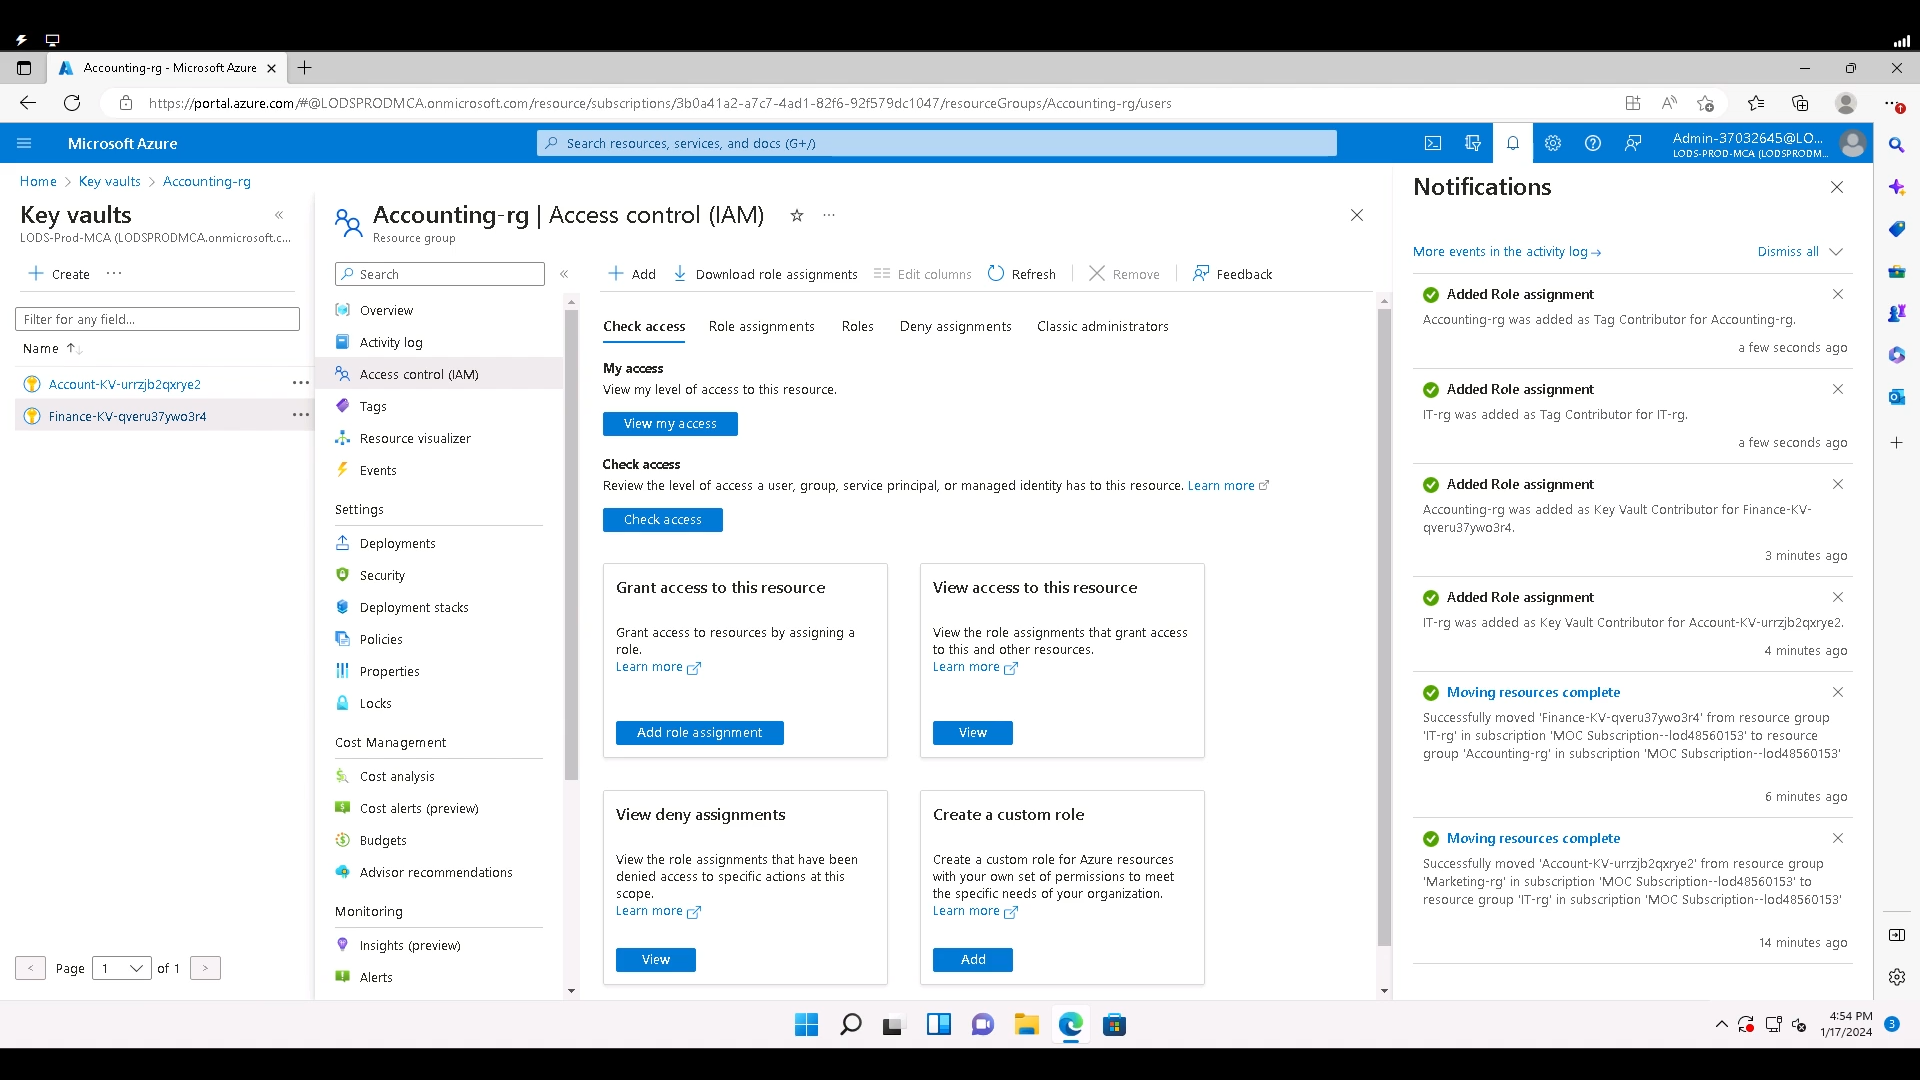 Accounting-rg - Microsoft Azure
https://portal.azure.com/#@LODSPRODMCA.onmicrosoft.com/resource/subscriptions/3b0a41a2-a7c7-4ad1-82f6-92f579dc1047/resourceGroups/Accounting-rg/users
Microsoft Azure
Search resources, services, and docs (G+/)
Admin-37032645@LO...
LODS-PROD-MCA (LODSPRODM...
Home > Key vaults > Accounting-rg
Key vaults
LODS-Prod-MCA (LODSPRODMCA.onmicrosoft.c...
Create
Filter for any field...
Name
Account-KV-urrzjb2qxrye2
Finance-KV-qveru37ywo3r4
< Page 1 of 1 >
Accounting-rg | Access control (IAM)
Resource group
Search
Overview
Activity log
Access control (IAM)
Tags
Resource visualizer
Events
Settings
Deployments
Security
Deployment stacks
Policies
Properties
Locks
Cost Management
Cost analysis
Cost alerts (preview)
Budgets
Advisor recommendations
Monitoring
Insights (preview)
Alerts
Add
Download role assignments
Edit columns
Refresh
Remove
Feedback
Check access
Role assignments
Roles
Deny assignments
Classic administrators
My access
View my level of access to this resource.
View my access
Check access
Review the level of access a user, group, service principal, or managed identity has to this resource. Learn more
Check access
Grant access to this resource
Grant access to resources by assigning a
role.
Learn more
Add role assignment
View access to this resource
View the role assignments that grant access
to this and other resources.
Learn more
View
View deny assignments
View the role assignments that have been
denied access to specific actions at this
scope.
Learn more
View
Create a custom role
Create a custom role for Azure resources
with your own set of permissions to meet
the specific needs of your organization.
Learn more
Add
Notifications
More events in the activity log →
Dismiss all
Added Role assignment
Accounting-rg was added as Tag Contributor for Accounting-rg.
a few seconds ago
Added Role assignment
IT-rg was added as Tag Contributor for IT-rg.
a few seconds ago
Added Role assignment
Accounting-rg was added as Key Vault Contributor for Finance-KV-
qveru37ywo3r4.
3 minutes ago
Added Role assignment
IT-rg was added as Key Vault Contributor for Account-KV-urrzjb2qxrye2.
4 minutes ago
Moving resources complete
Successfully moved 'Finance-KV-qveru37ywo3r4' from resource group
'IT-rg' in subscription 'MOC Subscription--lod48560153' to resource
group 'Accounting-rg' in subscription 'MOC Subscription--lod48560153'
6 minutes ago
Moving resources complete
Successfully moved 'Account-KV-urrzjb2qxrye2' from resource group
'Marketing-rg' in subscription 'MOC Subscription--lod48560153' to
resource group 'IT-rg' in subscription 'MOC Subscription--lod48560153'
14 minutes ago
4:54 PM
1/17/2024
3